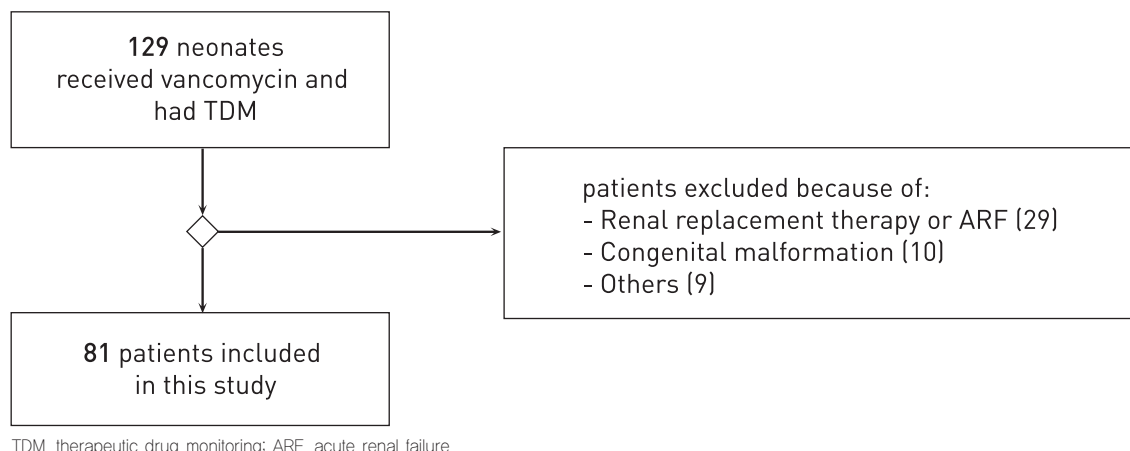 129 neonates
received vancomycin and
had TDM
patients excluded because of:
- Renal replacement therapy or ARF (29)
- Congenital malformation (10)
- Others (9)
81 patients included
in this study
TDM, therapeutic drug monitoring; ARF, acute renal failure